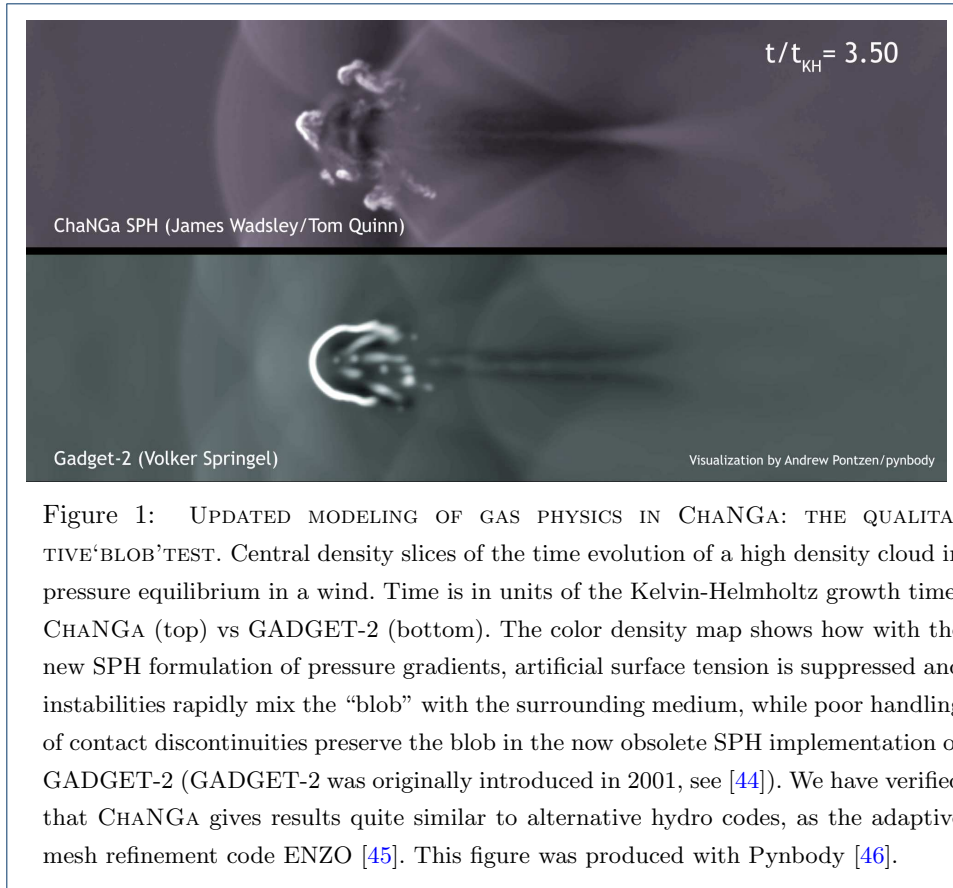 t/tKH= 3.50
ChaNGa SPH (James Wadsley/Tom Quinn)
Gadget-2 (Volker Springel)
Visualization by Andrew Pontzen/pynbody
Figure 1: UPDATED MODELING OF GAS PHYSICS IN CHANGA: THE QUALITA
TIVE‘BLOB’TEST. Central density slices of the time evolution of a high density cloud
pressure equilibrium in a wind. Time is in units of the Kelvin-Helmholtz growth time
CHANGA (top) vs GADGET-2 (bottom). The color density map shows how with the
new SPH formulation of pressure gradients, artificial surface tension is suppressed and
instabilities rapidly mix the “blob” with the surrounding medium, while poor handling
of contact discontinuities preserve the blob in the now obsolete SPH implementation
GADGET-2 (GADGET-2 was originally introduced in 2001, see [44]). We have verified
that CHANGA gives results quite similar to alternative hydro codes, as the adaptive
mesh refinement code ENZO [45]. This figure was produced with Pynbody [46].